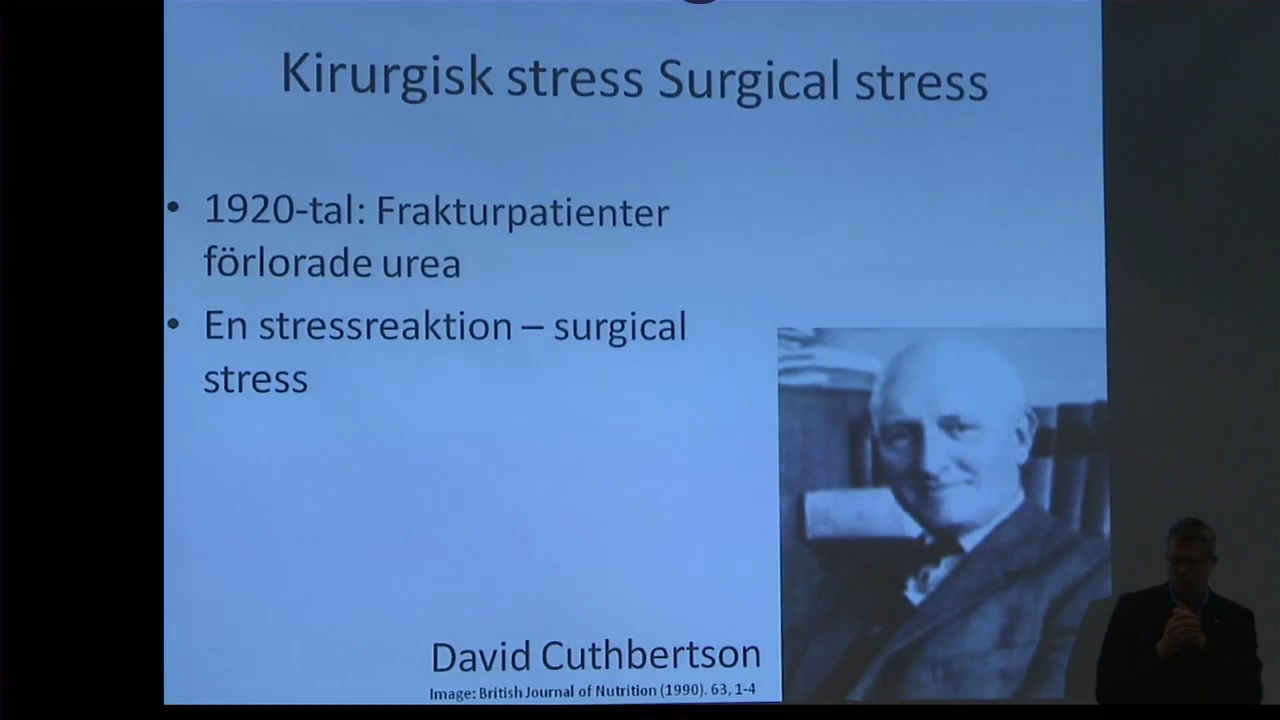 Kirurgisk stress Surgical stress
• 1920-tal: Frakturpatienter
förlorade urea
• En stressreaktion – surgical
stress
David Cuthbertson
Image: British Journal of Nutrition (1990). 63, 1-4